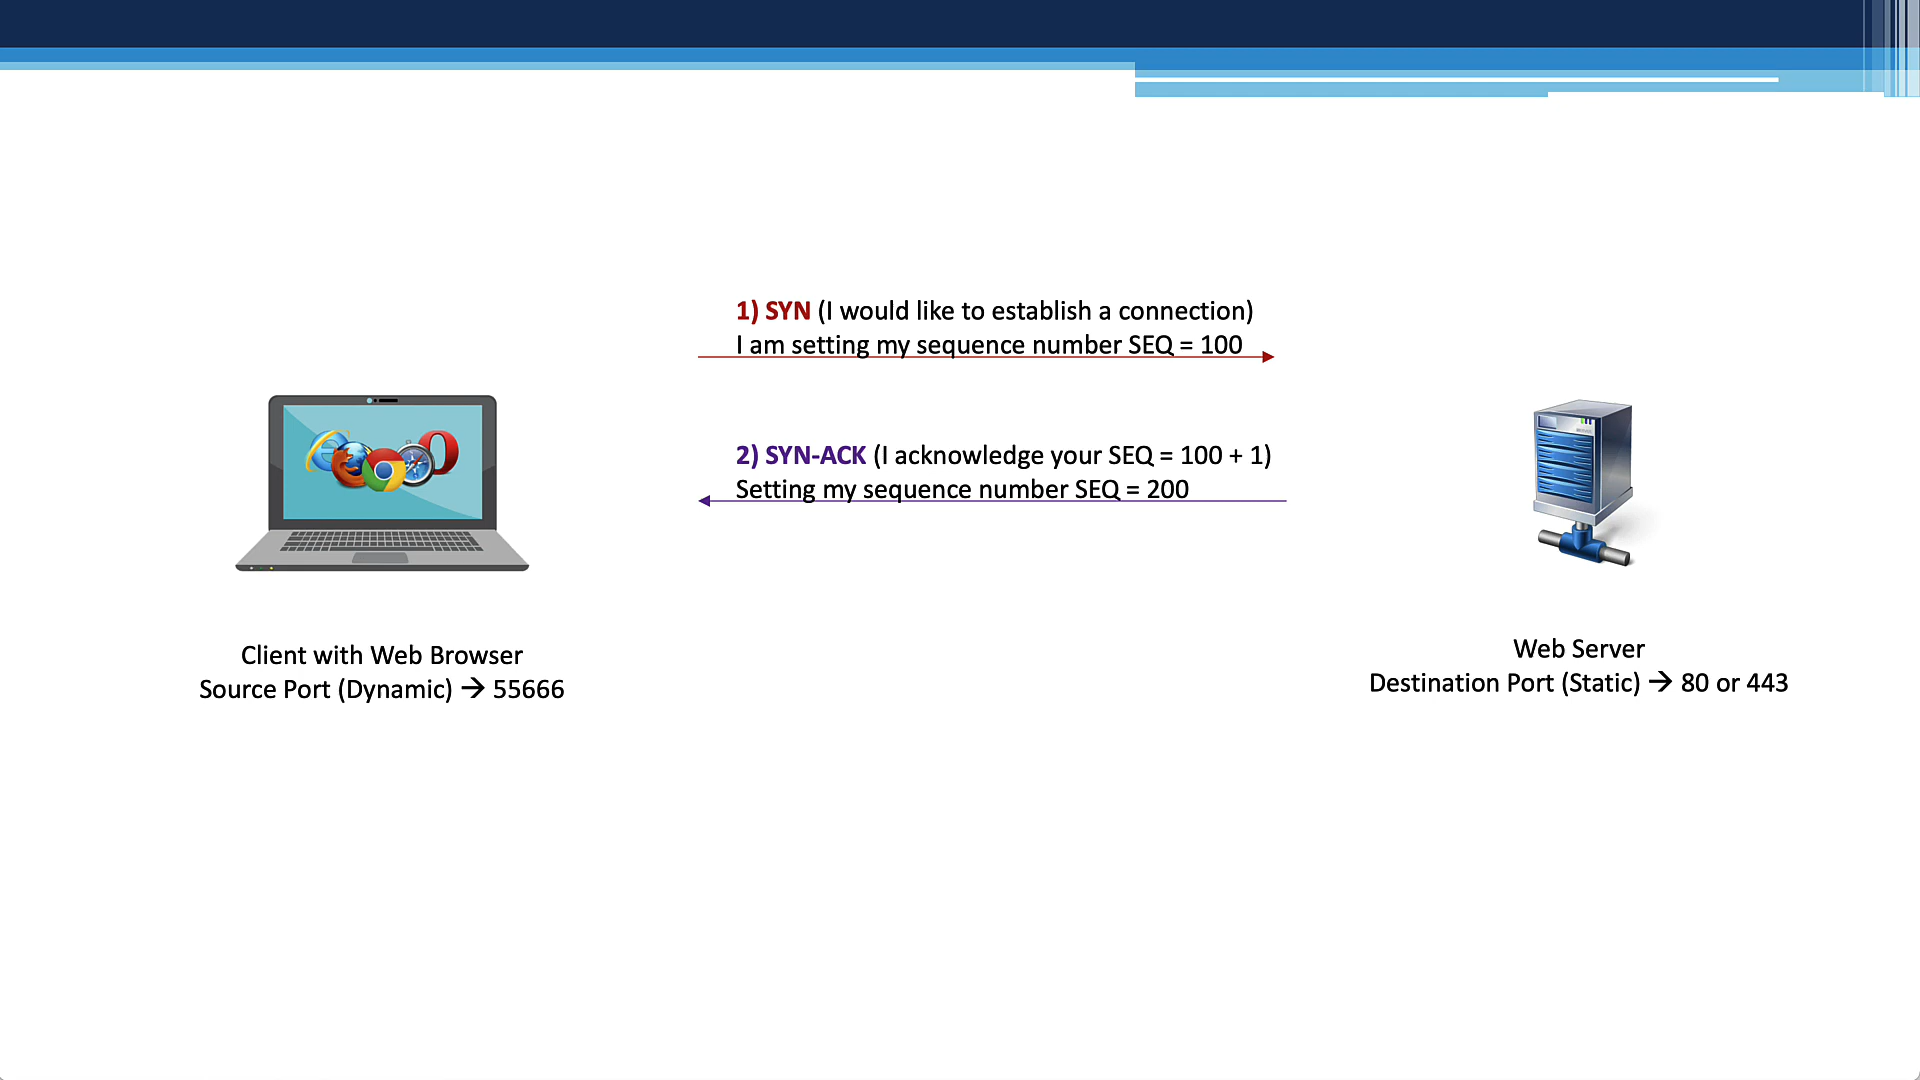 1) SYN (I would like to establish a connection)
I am setting my sequence number SEQ = 100
2) SYN-ACK (I acknowledge your SEQ = 100 + 1)
Setting my sequence number SEQ = 200
Client with Web Browser
Source Port (Dynamic) → 55666
Web Server
Destination Port (Static) → 80 or 443